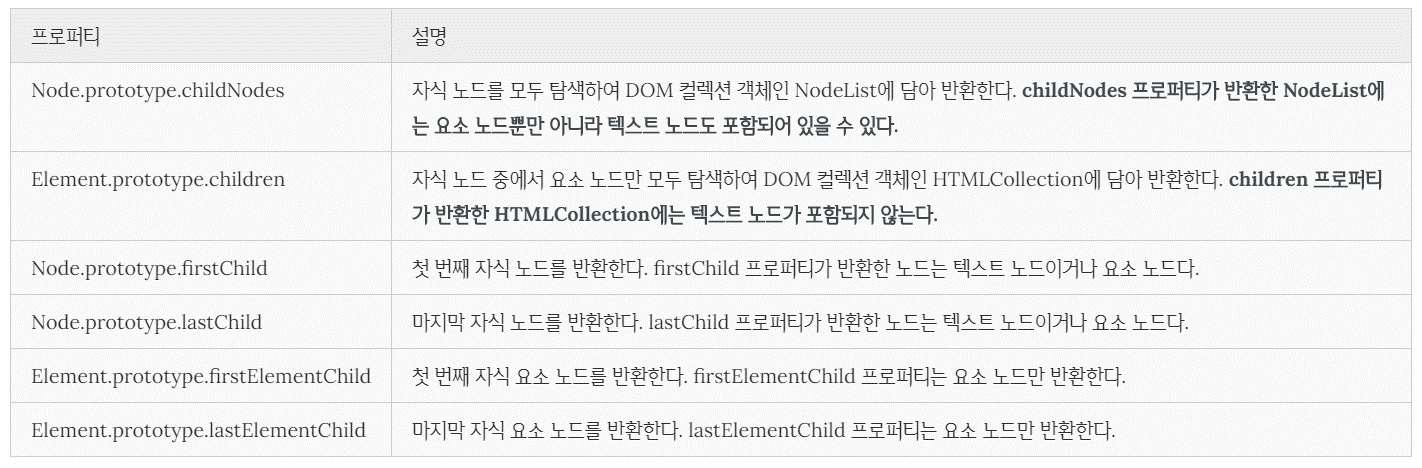 프로퍼티 설명
Node.prototype.childNodes 자식 노드를 모두 탐색하여 DOM 컬렉션 객체인 NodeList에 담아 반환한다. childNodes 프로퍼티가 반환한 NodeList에
는 요소 노드뿐만 아니라 텍스트 노드도 포함되어 있을 수 있다.
Element.prototype.children 자식 노드 중에서 요소 노드만 모두 탐색하여 DOM 컬렉션 객체인 HTMLCollection에 담아 반환한다. children 프로퍼티
가 반환한 HTMLCollection에는 텍스트 노드가 포함되지 않는다.
Node.prototype.firstChild 첫 번째 자식 노드를 반환한다. firstChild 프로퍼티가 반환한 노드는 텍스트 노드이거나 요소 노드다.
Node.prototype.lastChild 마지막 자식 노드를 반환한다. lastChild 프로퍼티가 반환한 노드는 텍스트 노드이거나 요소 노드다.
Element.prototype.firstElementChild 첫 번째 자식 요소 노드를 반환한다. firstElementChild 프로퍼티는 요소 노드만 반환한다.
Element.prototype.lastElementChild 마지막 자식 요소 노드를 반환한다. lastElementChild 프로퍼티는 요소 노드만 반환한다.